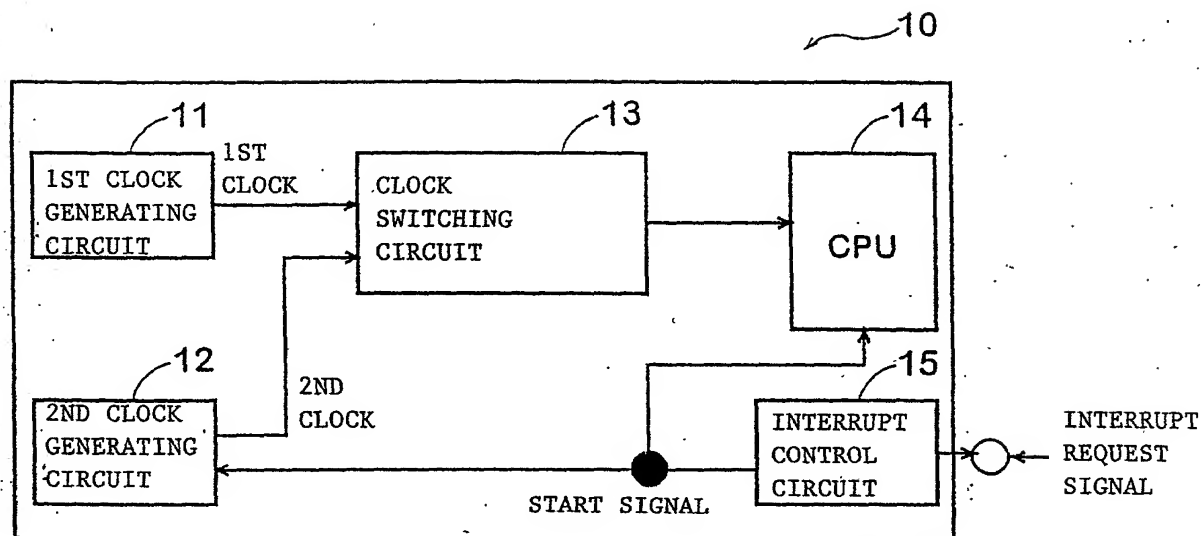 10
11
1ST CLOCK
GENERATING
CIRCUIT
1ST
CLOCK
13
CLOCK
SWITCHING
CIRCUIT
14
CPU
12
2ND CLOCK
GENERATING
CIRCUIT
2ND
CLOCK
START SIGNAL
15
INTERRUPT
CONTROL
CIRCUIT
INTERRUPT
REQUEST
SIGNAL